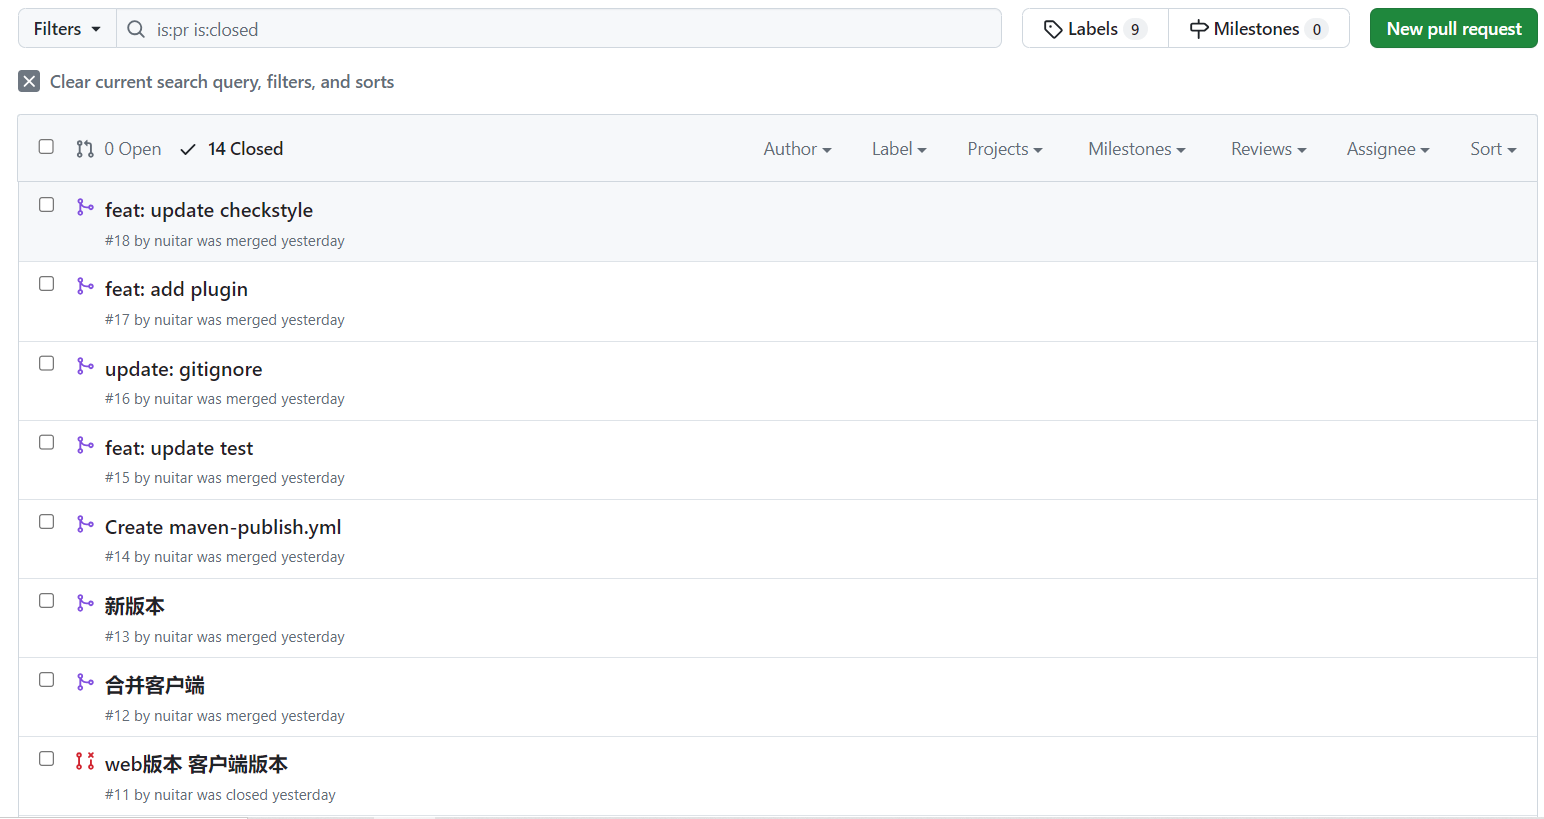 Filters is:pr is:closed Labels 9 Milestones 0 New pull request
Clear current search query, filters, and sorts
0 Open 14 Closed Author Label Projects Milestones Reviews Assignee Sort
feat: update checkstyle
#18 by nuitar was merged yesterday
feat: add plugin
#17 by nuitar was merged yesterday
update: gitignore
#16 by nuitar was merged yesterday
feat: update test
#15 by nuitar was merged yesterday
Create maven-publish.yml
#14 by nuitar was merged yesterday
新版本
#13 by nuitar was merged yesterday
合并客户端
#12 by nuitar was merged yesterday
web版本 客户端版本
#11 by nuitar was closed yesterday